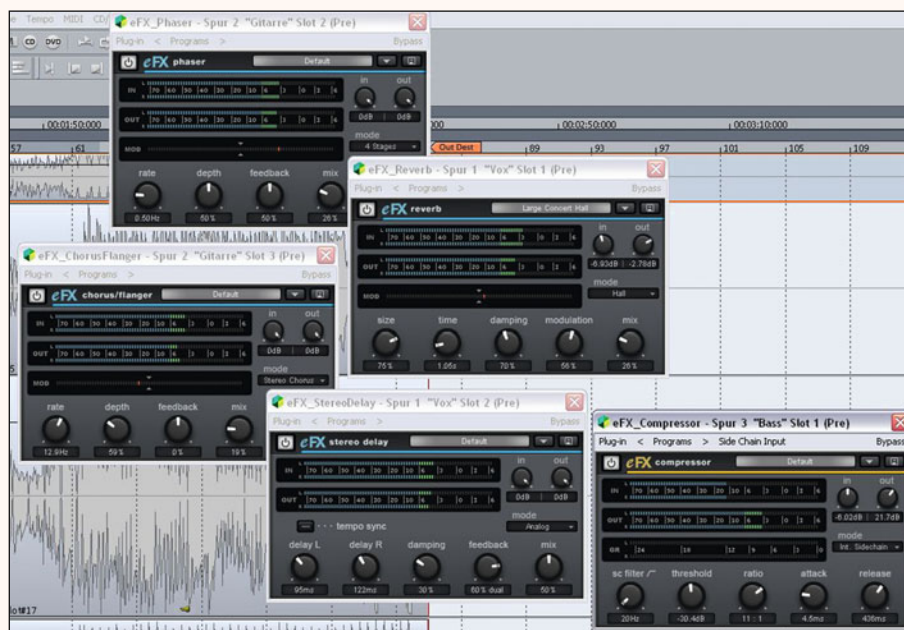 Tempo MIDI CD/
CD DVD
00:01:50:000
00:02:50:000
00:03:10:000
57 61
Out Dest
89 93 97 101 105 109
eFX_Phaser - Spur 2 "Gitarre" Slot 2 (Pre)
Plug-in < Programs > Bypass
eFX phaser Default
in out
IN L R 70 60 50 40 30 20 10 6 3 0 3 6
0dB 0dB
OUT L R 70 60 50 40 30 20 10 6 3 0 3 6
mode
MOD
4 Stages
rate depth feedback mix
0.50Hz 50% 50% 26%
eFX_Reverb - Spur 1 "Vox" Slot 1 (Pre)
Plug-in < Programs > Bypass
eFX reverb Large Concert Hall
in out
IN L R 70 60 50 40 30 20 10 6 3 0 3 6
-6.93dB -2.78dB
OUT L R 70 60 50 40 30 20 10 6 3 0 3 6
mode
MOD
Hall
size time damping modulation mix
75% 1.05s 70% 56% 26%
eFX_ChorusFlanger - Spur 2 "Gitarre" Slot 3 (Pre)
Plug-in < Programs > Bypass
eFX chorus/flanger Default
in out
IN L R 70 60 50 40 30 20 10 6 3 0 3 6
0dB 0dB
OUT L R 70 60 50 40 30 20 10 6 3 0 3 6
mode
MOD
Stereo Chorus
rate depth feedback mix
12.9Hz 59% 0% 19%
eFX_StereoDelay - Spur 1 "Vox" Slot 2 (Pre)
Plug-in < Programs > Bypass
eFX stereo delay Default
in out
IN L R 70 60 50 40 30 20 10 6 3 0 3 6
0dB 0dB
OUT L R 70 60 50 40 30 20 10 6 3 0 3 6
mode
tempo sync
Analog
delay L delay R damping feedback mix
95ms 122ms 30% 60% dual 50%
eFX_Compressor - Spur 3 "Bass" Slot 1 (Pre)
Plug-in < Programs > Side Chain Input Bypass
eFX compressor Default
in out
IN L R 70 60 50 40 30 20 10 6 3 0 3 6
-6.02dB 21.7dB
OUT L R 70 60 50 40 30 20 10 6 3 0 3 6
mode
GR L R 24 18 12 9 6 3 0
Int. Sidechain
sc filter threshold ratio attack release
20Hz -30.4dB 11 : 1 4.5ms 436ms